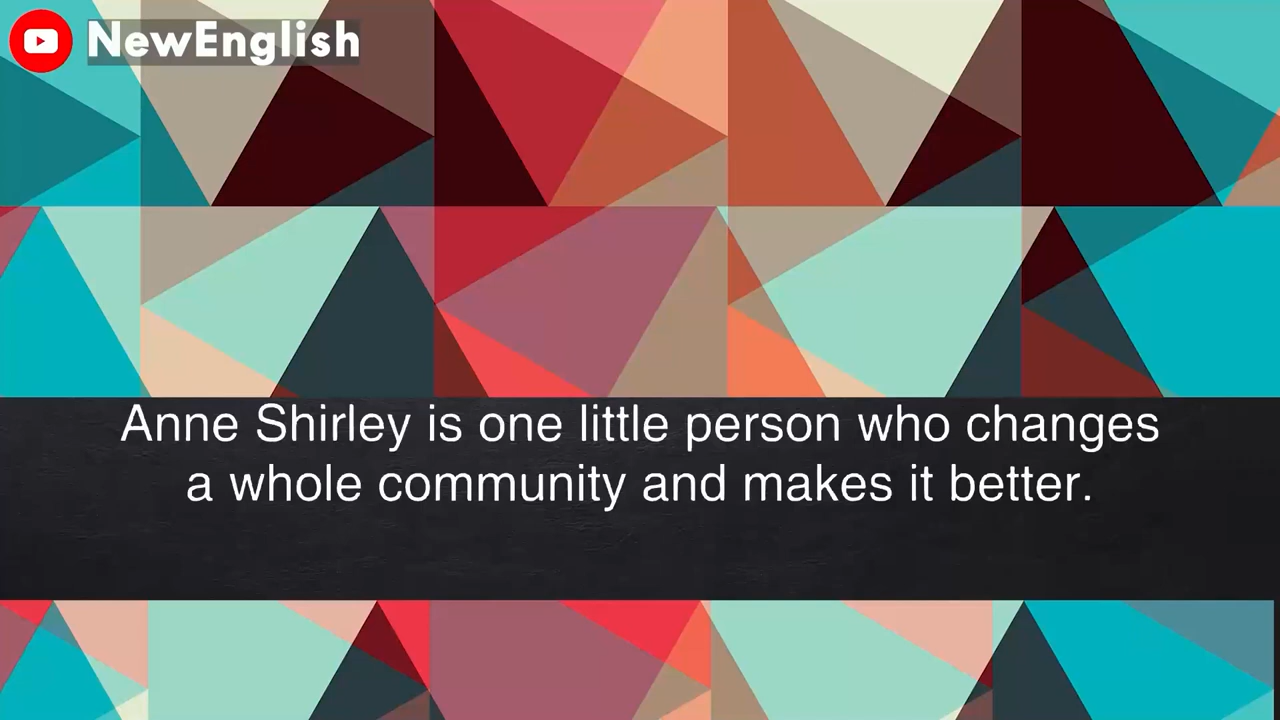 NewEnglish
Anne Shirley is one little person who changes
a whole community and makes it better.